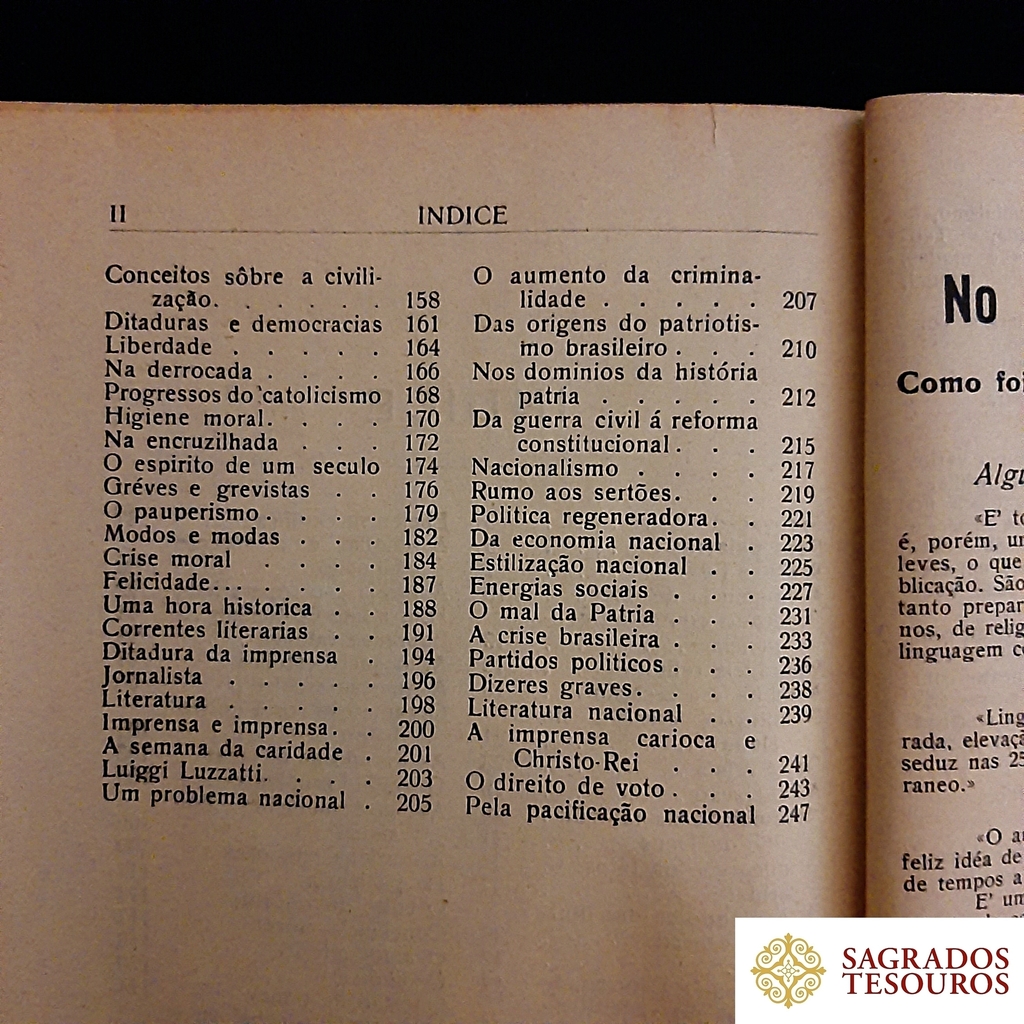 II INDICE
Conceitos sôbre a civili-
zação. . . . . . 158
Ditaduras e democracias 161
Liberdade . . . . . 164
Na derrocada . . . . 166
Progressos do catolicismo 168
Higiene moral. . . . 170
Na encruzilhada . . . 172
O espirito de um seculo 174
Gréves e grevistas . . 176
O pauperismo . . . . 179
Modos e modas . . . 182
Crise moral . . . . 184
Felicidade... . . . . 187
Uma hora historica . . 188
Correntes literarias . . 191
Ditadura da imprensa . 194
Jornalista . . . . . 196
Literatura . . . . . 198
Imprensa e imprensa. . 200
A semana da caridade . 201
Luiggi Luzzatti. . . . 203
Um problema nacional . 205
O aumento da crimina-
lidade . . . . . 207
Das origens do patriotis-
mo brasileiro . . . 210
Nos dominios da história
patria . . . . . 212
Da guerra civil á reforma
constitucional . . . 215
Nacionalismo . . . . 217
Rumo aos sertões. . . 219
Politica regeneradora. . 221
Da economia nacional . 223
Estilização nacional . . 225
Energias sociais . . . 227
O mal da Patria . . . 231
A crise brasileira . . . 233
Partidos politicos . . . 236
Dizeres graves. . . . 238
Literatura nacional . . 239
A imprensa carioca e
Christo-Rei . . . 241
O direito de voto . . . 243
Pela pacificação nacional 247
No
Como foi
Algu
«E' to
é, porém, um
leves, o que
blicação. São
tanto prepar
nos, de relig
linguagem co
«Ling
rada, elevaçã
seduz nas 25
raneo.»
«O au
feliz idéa de
de tempos a
E' um
SAGRADOS
TESOUROS